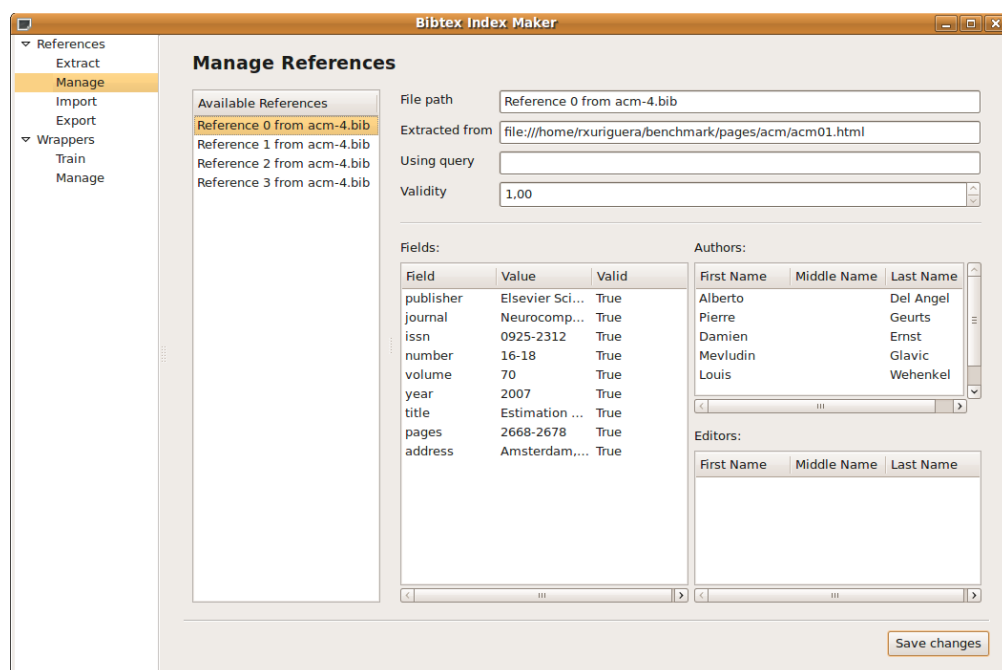 Bibtex Index Maker
References
Extract
Manage
Import
Export
Wrappers
Train
Manage
Manage References
Available References
Reference 0 from acm-4.bib
Reference 1 from acm-4.bib
Reference 2 from acm-4.bib
Reference 3 from acm-4.bib
File path Reference 0 from acm-4.bib
Extracted from file:///home/rxuriguera/benchmark/pages/acm/acm01.html
Using query
Validity 1,00
Fields:
Field Value Valid
publisher Elsevier Sci... True
journal Neurocomp... True
issn 0925-2312 True
number 16-18 True
volume 70 True
year 2007 True
title Estimation ... True
pages 2668-2678 True
address Amsterdam,... True
Authors:
First Name Middle Name Last Name
Alberto Del Angel
Pierre Geurts
Damien Ernst
Mevludin Glavic
Louis Wehenkel
Editors:
First Name Middle Name Last Name
Save changes